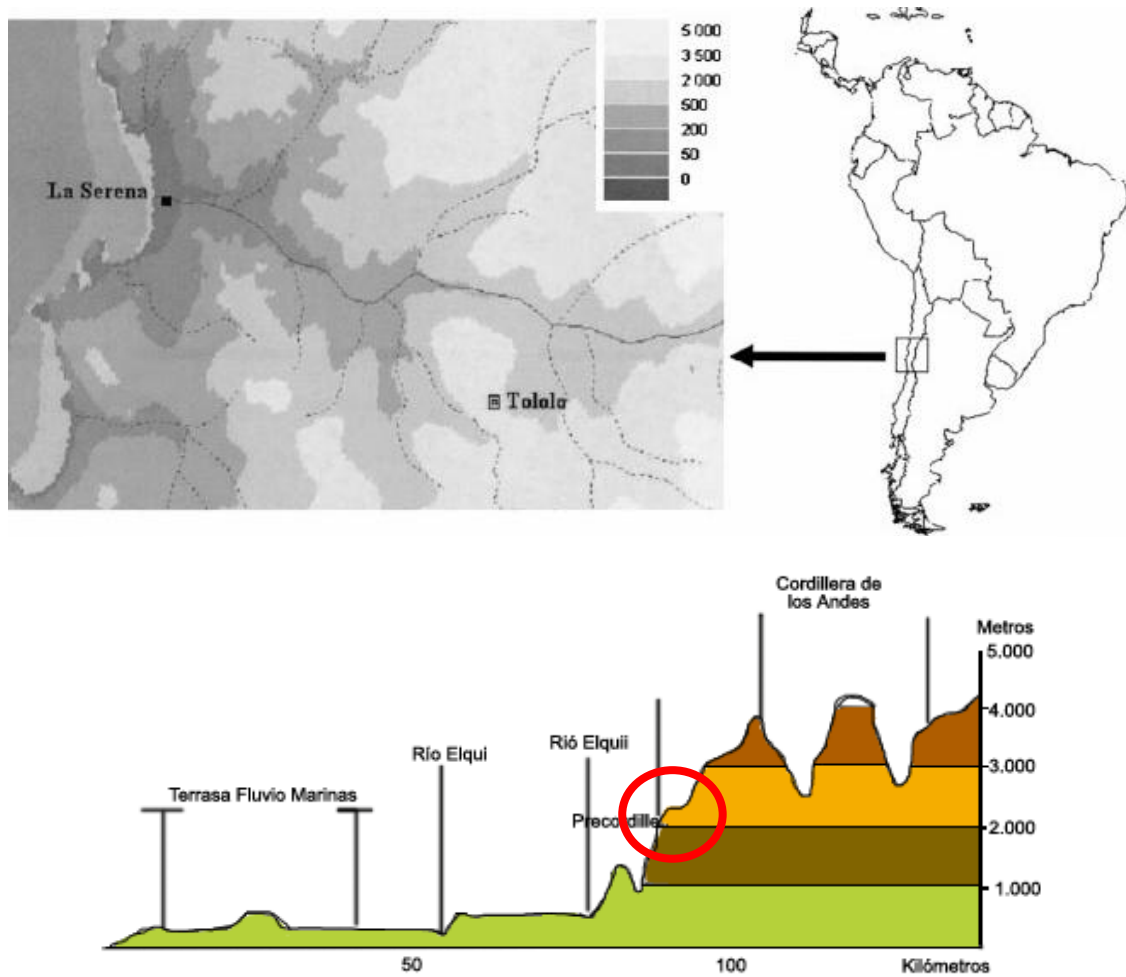 5 000
3 500
2 000
500
200
50
0
La Serena
Tololo
Cordillera de
los Andes
Metros
5.000
4.000
Río Elqui
Rió Elquii
3.000
Terrasa Fluvio Marinas
Precordille..
2.000
1.000
50
100
Kilómetros